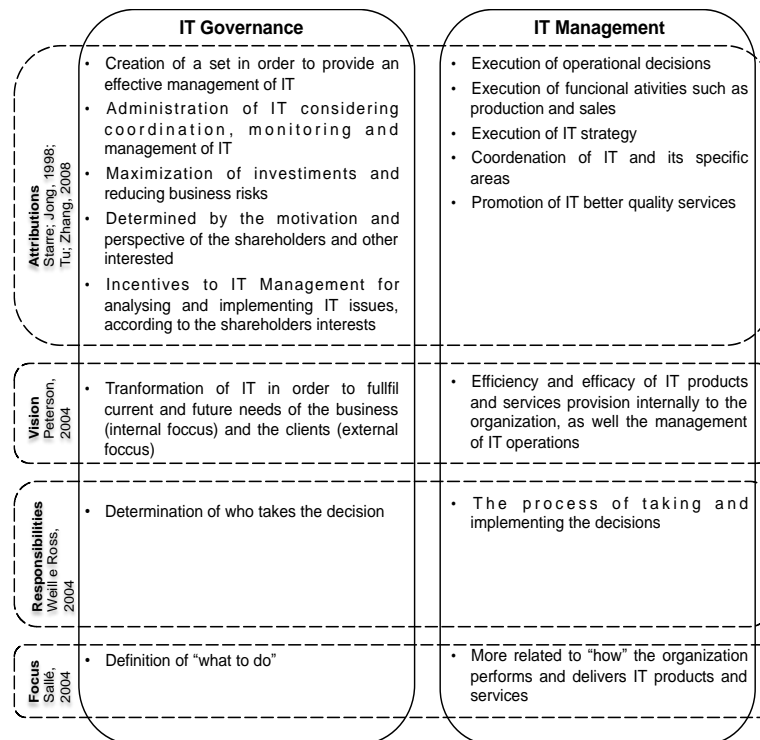 IT Governance
IT Management
Attributions
Starre; Jong, 1998;
Tu; Zhang, 2008
• Creation of a set in order to provide an
effective management of IT
• Administration of IT considering
coordination, monitoring and
management of IT
• Maximization of investiments and
reducing business risks
• Determined by the motivation and
perspective of the shareholders and other
interested
• Incentives to IT Management for
analysing and implementing IT issues,
according to the shareholders interests
• Execution of operational decisions
• Execution of funcional ativities such as
production and sales
• Execution of IT strategy
• Coordenation of IT and its specific
areas
• Promotion of IT better quality services
Vision
Peterson,
2004
• Tranformation of IT in order to fullfil
current and future needs of the business
(internal foccus) and the clients (external
foccus)
• Efficiency and efficacy of IT products
and services provision internally to the
organization, as well the management
of IT operations
Responsibilities
Weill e Ross,
2004
• Determination of who takes the decision
• The process of taking and
implementing the decisions
Focus
Sallé,
2004
• Definition of “what to do”
• More related to “how” the organization
performs and delivers IT products and
services